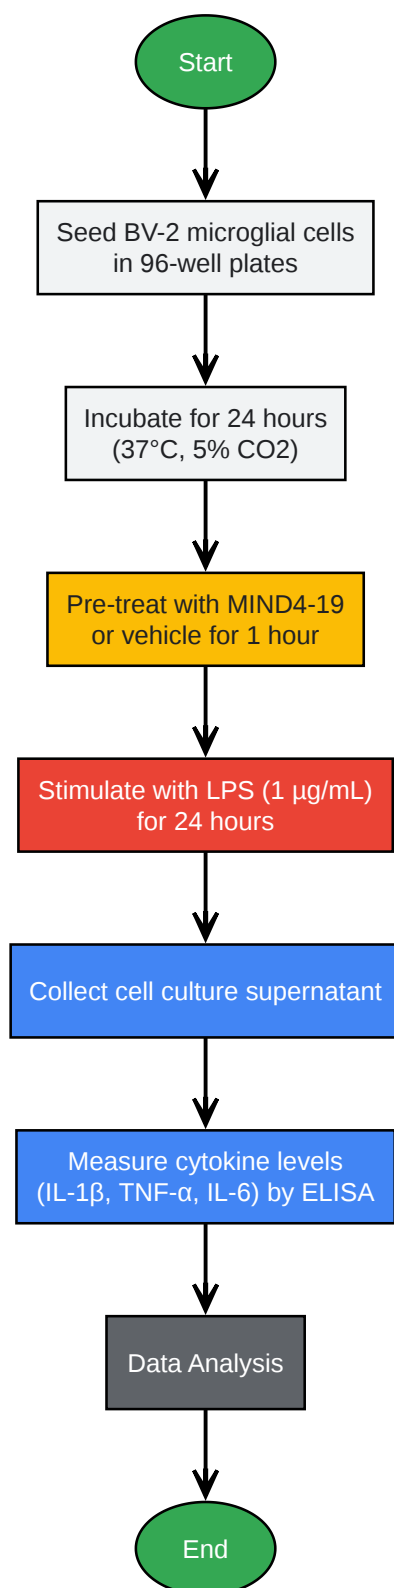 Start
Seed BV-2 microglial cells
in 96-well plates
Incubate for 24 hours
(37°C, 5% CO2)
Pre-treat with MIND4-19
or vehicle for 1 hour
Stimulate with LPS (1 µg/mL)
for 24 hours
Collect cell culture supernatant
Measure cytokine levels
(IL-1β, TNF-α, IL-6) by ELISA
Data Analysis
End